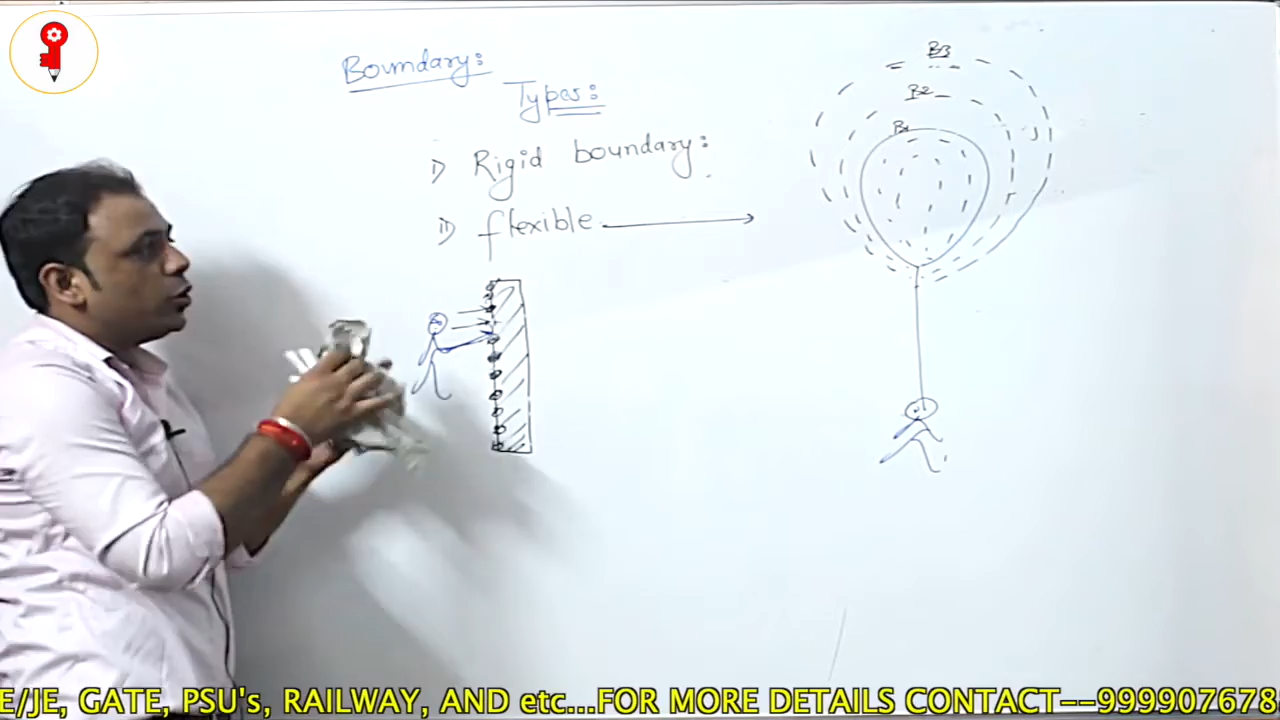 Boundary:
Types:
i) Rigid boundary:
ii) flexible
B3
B2
B1
E/JE, GATE, PSU's, RAILWAY, AND etc...FOR MORE DETAILS CONTACT--999907678